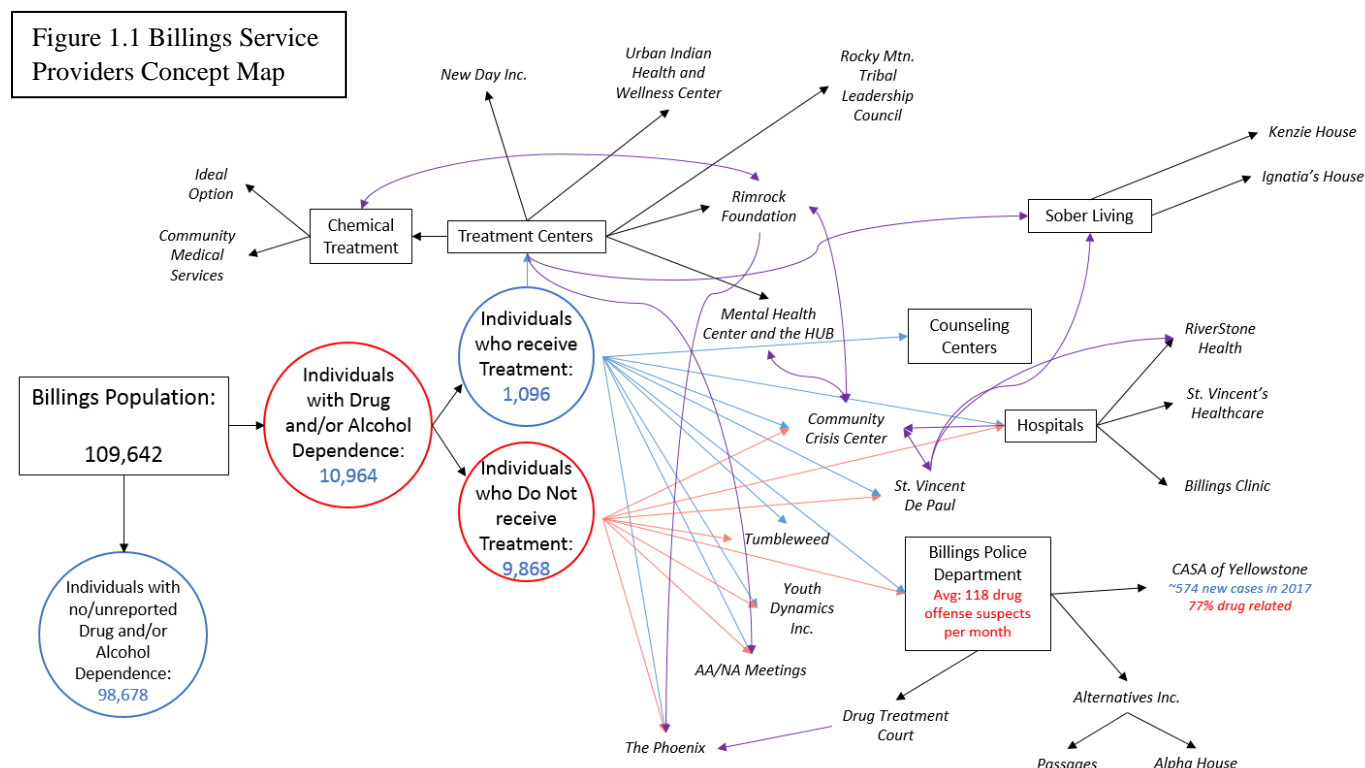 Figure 1.1 Billings Service
Providers Concept Map
New Day Inc.
Urban Indian
Health and
Wellness Center
Rocky Mtn.
Tribal
Leadership
Council
Kenzie House
Ignatia's House
Ideal
Option
Community
Medical
Services
Chemical
Treatment
Treatment Centers
Rimrock
Foundation
Sober Living
Mental Health
Center and the HUB
Counseling
Centers
RiverStone
Health
St. Vincent's
Healthcare
Billings Clinic
Hospitals
Community
Crisis Center
St. Vincent
De Paul
Billings Population:
109,642
Individuals
with Drug
and/or Alcohol
Dependence:
10,964
Individuals
who receive
Treatment:
1,096
Individuals
who Do Not
receive
Treatment:
9,868
Individuals with
no/unreported
Drug and/or
Alcohol
Dependence:
98,678
Tumbleweed
Youth
Dynamics
Inc.
AA/NA Meetings
The Phoenix
Billings Police
Department
Avg: 118 drug
offense suspects
per month
CASA of Yellowstone
~574 new cases in 2017
77% drug related
Drug Treatment
Court
Alternatives Inc.
Passages
Alpha House